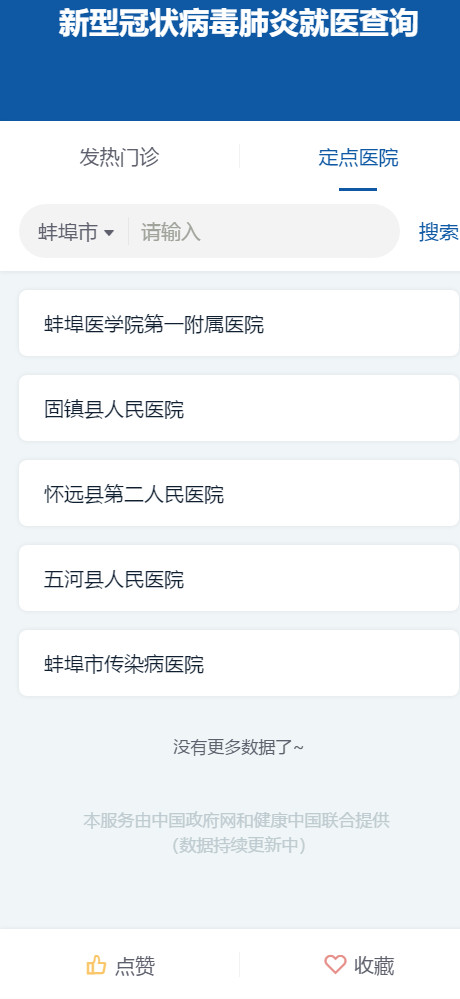 新型冠状病毒肺炎就医查询
发热门诊
定点医院
蚌埠市 请输入 搜索
蚌埠医学院第一附属医院
固镇县人民医院
怀远县第二人民医院
五河县人民医院
蚌埠市传染病医院
没有更多数据了~
本服务由中国政府网和健康中国联合提供
（数据持续更新中）
点赞
收藏